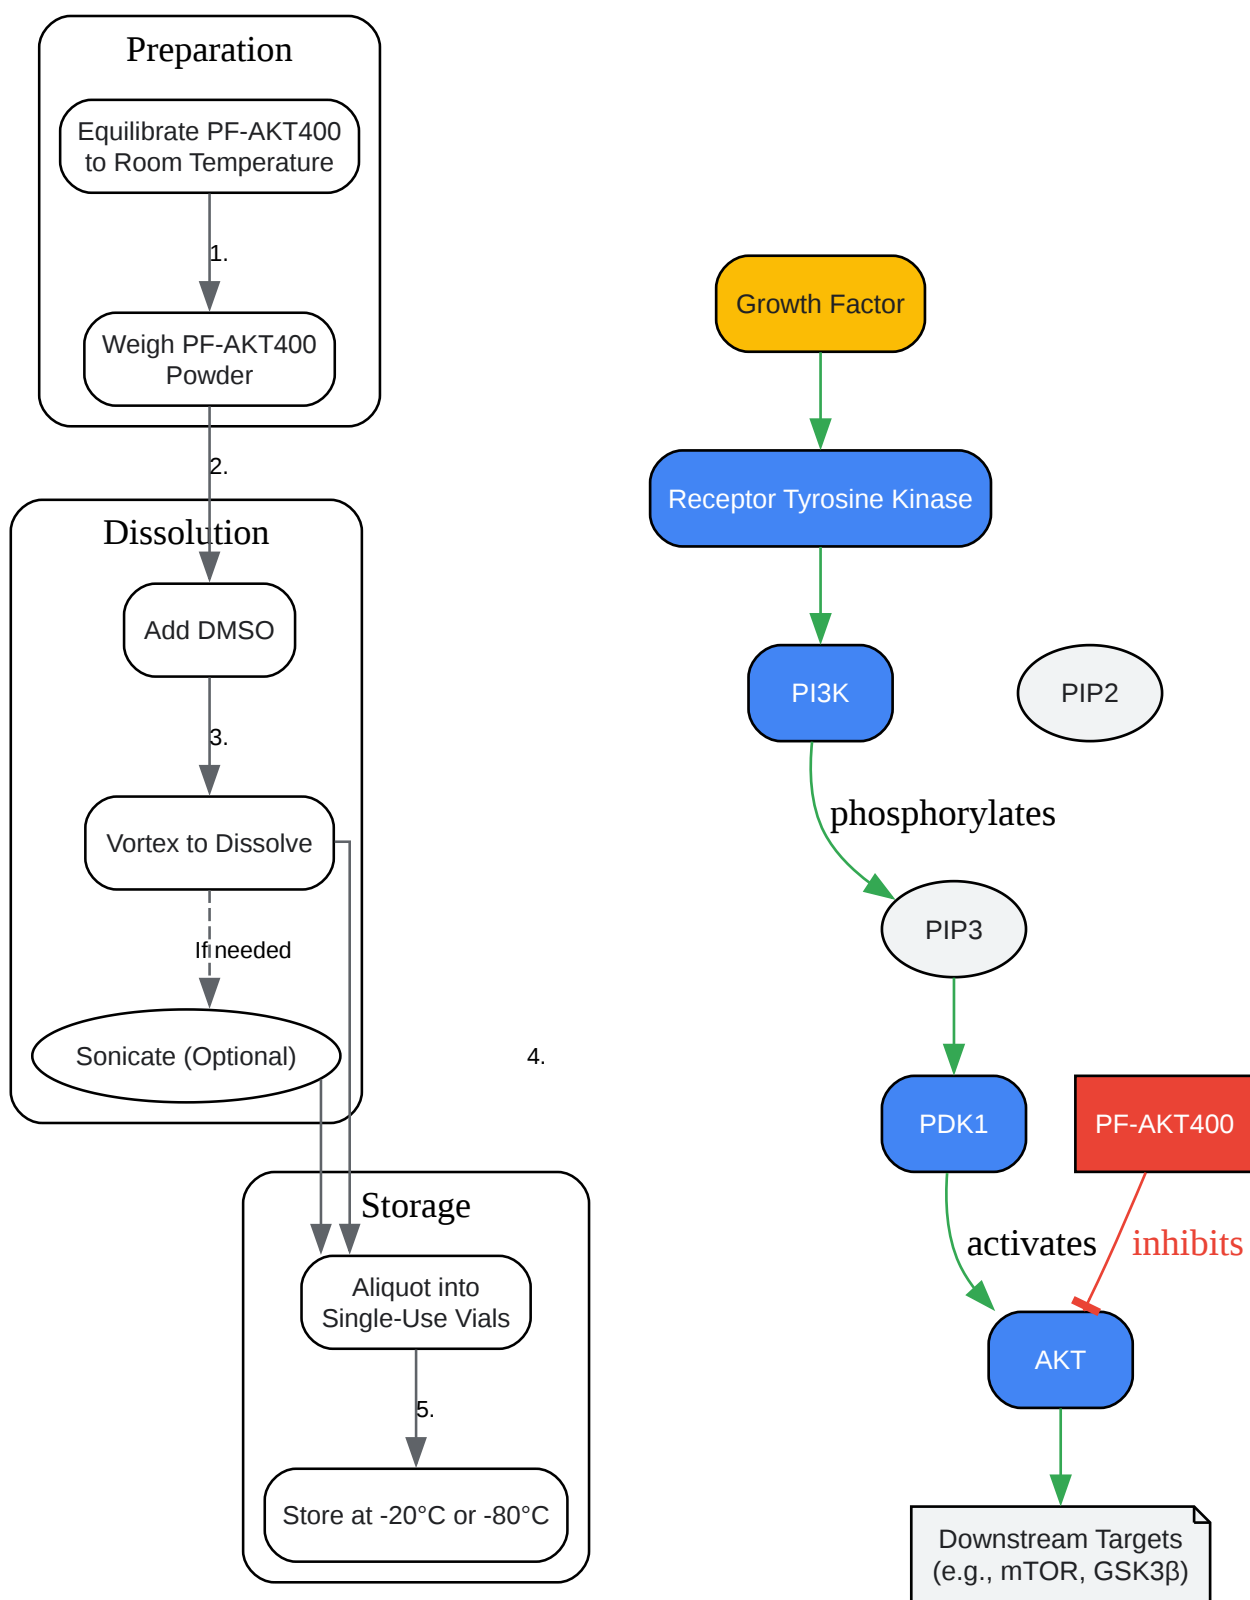 Preparation
Equilibrate PF-AKT400
to Room Temperature
1.
Weigh PF-AKT400
Powder
2.
Dissolution
Add DMSO
3.
Vortex to Dissolve
If needed
Sonicate (Optional)
4.
Storage
Aliquot into
Single-Use Vials
5.
Store at -20°C or -80°C
Growth Factor
Receptor Tyrosine Kinase
PI3K
PIP2
phosphorylates
PIP3
PDK1
PF-AKT400
activates
inhibits
AKT
Downstream Targets
(e.g., mTOR, GSK3β)